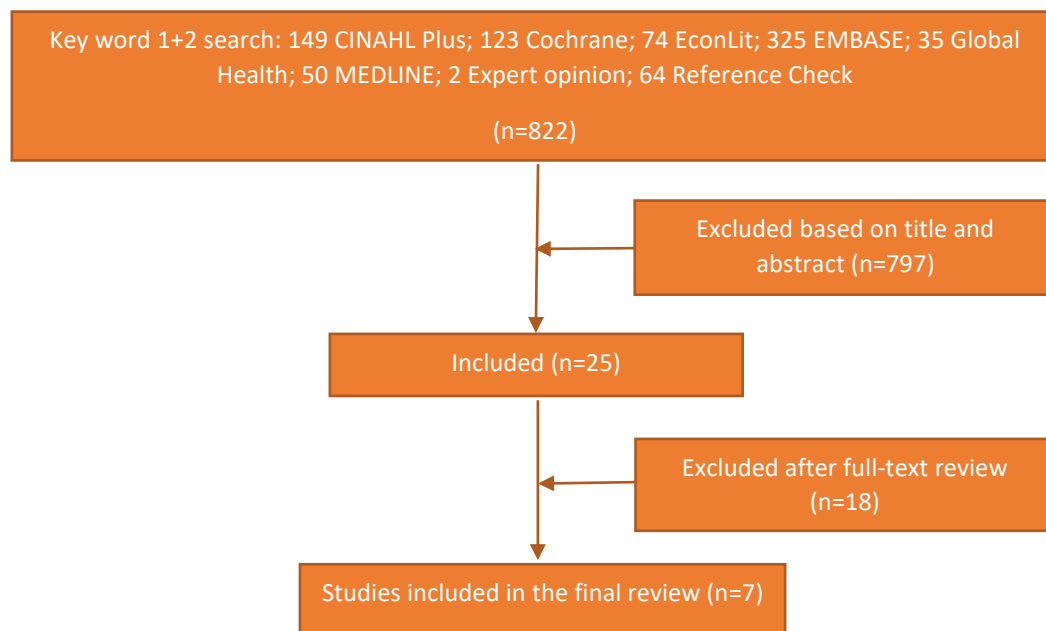 Key word 1+2 search: 149 CINAHL Plus; 123 Cochrane; 74 EconLit; 325 EMBASE; 35 Global
Health; 50 MEDLINE; 2 Expert opinion; 64 Reference Check
(n=822)
Excluded based on title and
abstract (n=797)
Included (n=25)
Excluded after full-text review
(n=18)
Studies included in the final review (n=7)